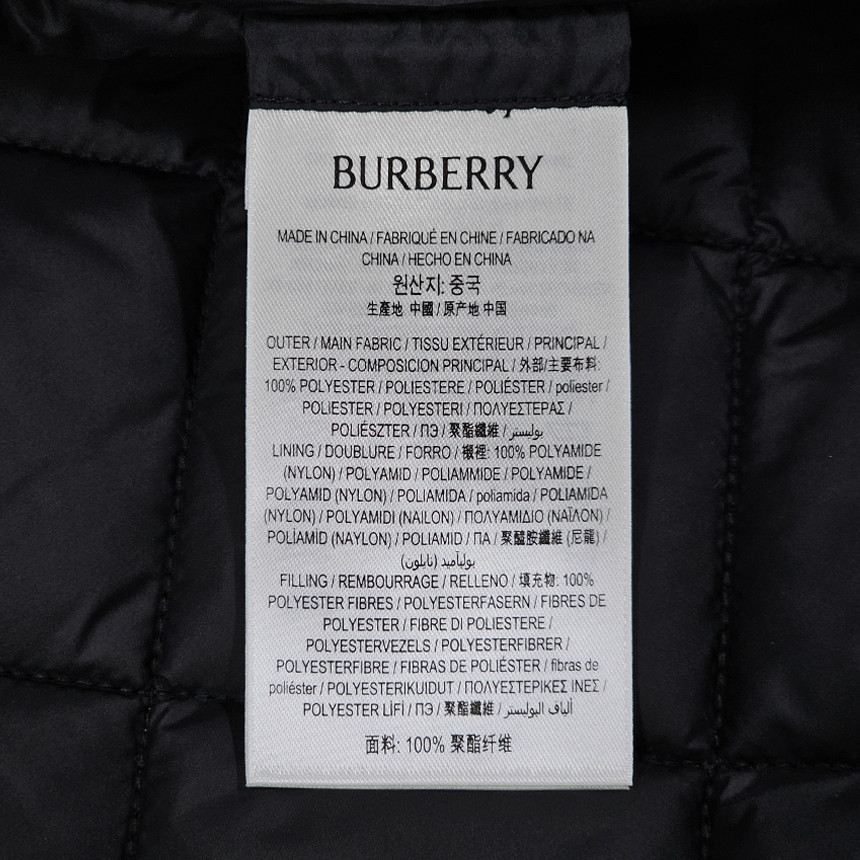 BURBERRY
MADE IN CHINA / FABRIQUÉ EN CHINE / FABRICADO NA
CHINA / HECHO EN CHINA
원산지: 중국
生產地 中國 / 原产地 中国
OUTER / MAIN FABRIC / TISSU EXTÉRIEUR / PRINCIPAL /
EXTERIOR - COMPOSICION PRINCIPAL / 外部/主要布料:
100% POLYESTER / POLIESTERE / POLIÉSTER / poliester /
POLIESTER / POLYESTERI / ΠΟΛΥΕΣΤΕΡΑΣ /
POLIÉSZTER / ПЭ / 聚酯纖維 / بوليستر
LINING / DOUBLURE / FORRO / 襯裡: 100% POLYAMIDE
(NYLON) / POLYAMID / POLIAMMIDE / POLYAMIDE /
POLYAMID (NYLON) / POLIAMIDA / poliamida / POLIAMIDA
(NYLON) / POLYAMIDI (NAILON) / ΠΟΛΥΑΜΙΔΙΟ (ΝΑΪΛΟΝ) /
POLİAMİD (NAYLON) / POLIAMID / ПА / 聚醯胺纖維 (尼龍) /
بولياميد (نايلون)
FILLING / REMBOURRAGE / RELLENO / 填充物: 100%
POLYESTER FIBRES / POLYESTERFASERN / FIBRES DE
POLYESTER / FIBRE DI POLIESTERE /
POLYESTERVEZELS / POLYESTERFIBRER /
POLYESTERFIBRE / FIBRAS DE POLIÉSTER / fibras de
poliéster / POLYESTERIKUIDUT / ΠΟΛΥΕΣΤΕΡΙΚΕΣ ΙΝΕΣ /
POLYESTER LİFİ / ПЭ / 聚酯纖維 / ألياف البوليستر
面料: 100% 聚酯纤维